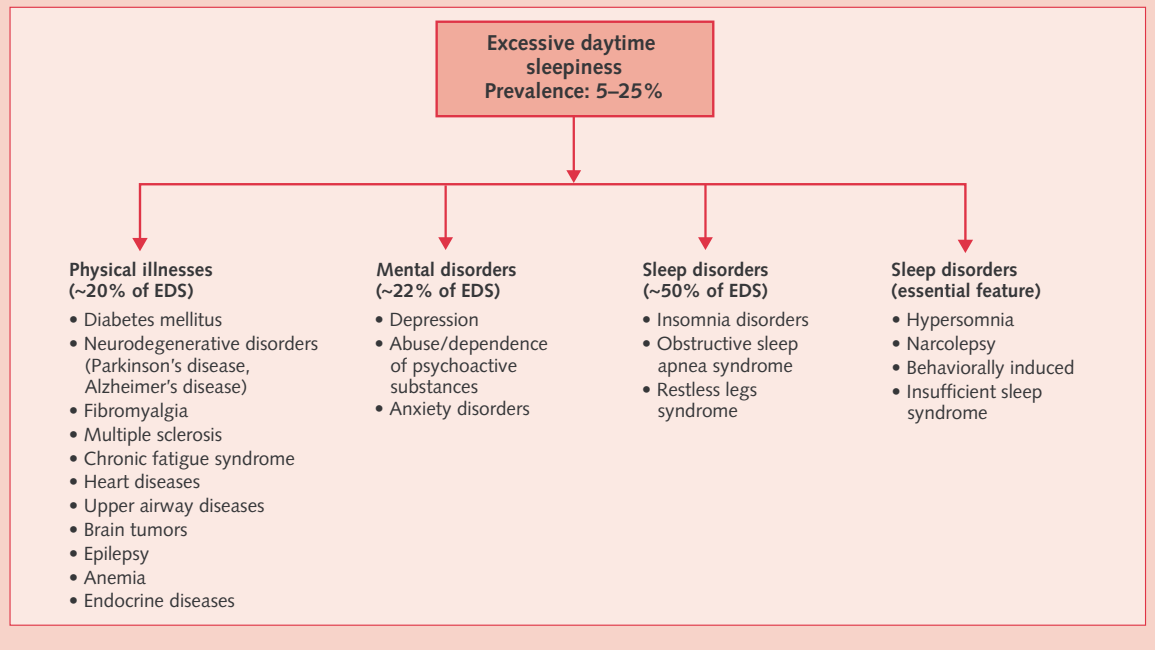 Excessive daytime
sleepiness
Prevalence: 5–25%
Physical illnesses
(~20% of EDS)
• Diabetes mellitus
• Neurodegenerative disorders
(Parkinson's disease,
Alzheimer's disease)
• Fibromyalgia
• Multiple sclerosis
• Chronic fatigue syndrome
• Heart diseases
• Upper airway diseases
• Brain tumors
• Epilepsy
• Anemia
• Endocrine diseases
Mental disorders
(~22% of EDS)
• Depression
• Abuse/dependence
of psychoactive
substances
• Anxiety disorders
Sleep disorders
(~50% of EDS)
• Insomnia disorders
• Obstructive sleep
apnea syndrome
• Restless legs
syndrome
Sleep disorders
(essential feature)
• Hypersomnia
• Narcolepsy
• Behaviorally induced
• Insufficient sleep
syndrome